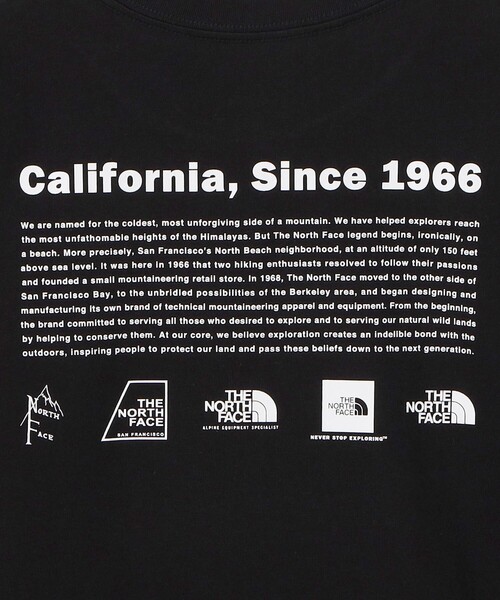 California, Since 1966
We are named for the coldest, most unforgiving side of a mountain. We have helped explorers reach
the most unfathomable heights of the Himalayas. But The North Face legend begins, ironically, on
a beach. More precisely, San Francisco's North Beach neighborhood, at an altitude of only 150 feet
above sea level. It was here in 1966 that two hiking enthusiasts resolved to follow their passions
and founded a small mountaineering retail store. In 1968, The North Face moved to the other side of
San Francisco Bay, to the unbridled possibilities of the Berkeley area, and began designing and
manufacturing its own brand of technical mountaineering apparel and equipment. From the beginning,
the brand committed to serving all those who desired to explore and to serving our natural wild lands
by helping to conserve them. At our core, we believe exploration creates an indelible bond with the
outdoors, inspiring people to protect our land and pass these beliefs down to the next generation.
North
Face
THE
NORTH
FACE
SAN FRANCISCO
THE
NORTH
FACE
ALPINE EQUIPMENT SPECIALIST
THE
NORTH
FACE
NEVER STOP EXPLORING™
THE
NORTH
FACE